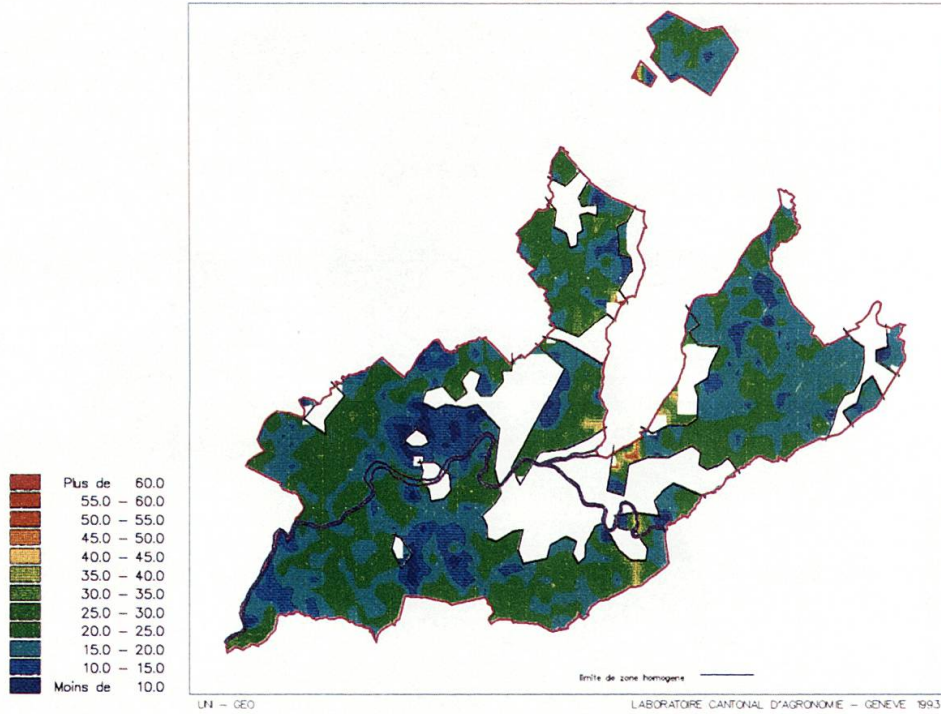 Plus de 60.0
55.0 – 60.0
50.0 – 55.0
45.0 – 50.0
40.0 – 45.0
35.0 – 40.0
30.0 – 35.0
25.0 – 30.0
20.0 – 25.0
15.0 – 20.0
10.0 – 15.0
Moins de 10.0
limite de zone homogene
UNI – GEO
LABORATOIRE CANTONAL D'AGRONOMIE – GENEVE 1993